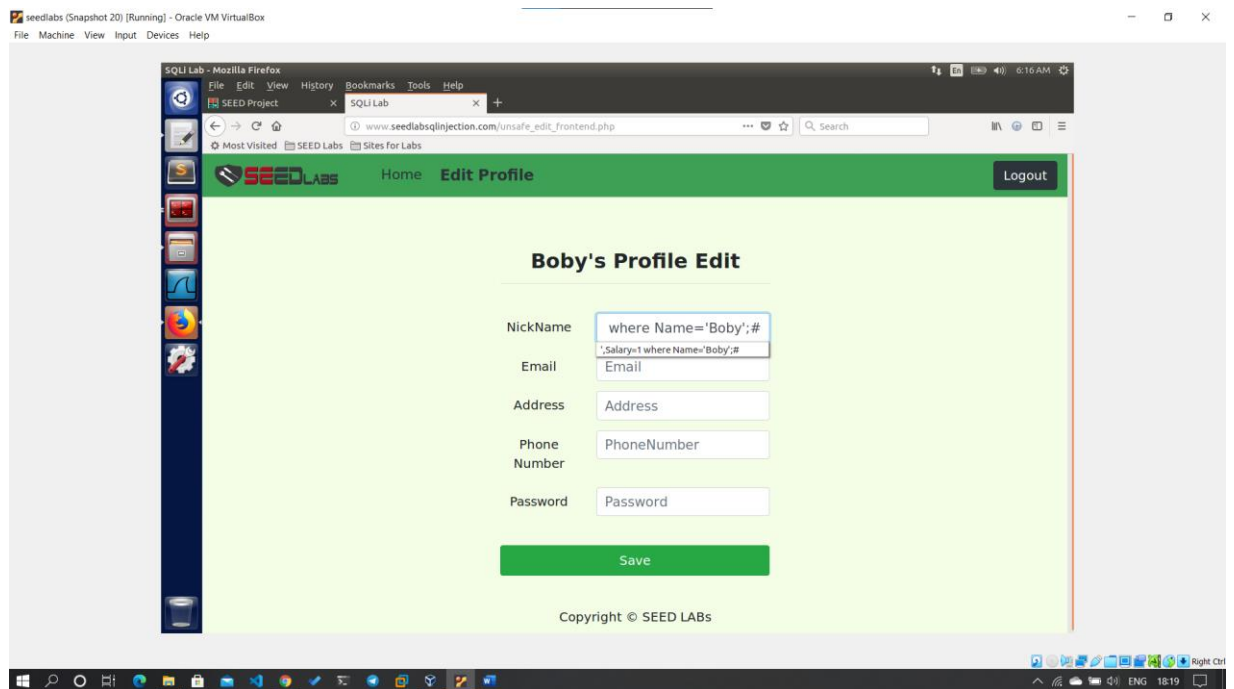 seedlabs (Snapshot 20) [Running] - Oracle VM VirtualBox
File Machine View Input Devices Help
SQLi Lab - Mozilla Firefox
En
6:16 AM
File Edit View History Bookmarks Tools Help
SEED Project
SQLi Lab
www.seedlabsqlinjection.com/unsafe_edit_frontend.php
Search
Most Visited SEED Labs Sites for Labs
SEEDLABS Home Edit Profile Logout
Boby's Profile Edit
NickName where Name='Boby';#
',Salary=1 where Name='Boby';#
Email Email
Address Address
Phone Number PhoneNumber
Password Password
Save
Copyright © SEED LABs
Right Ctrl
ENG 18:19